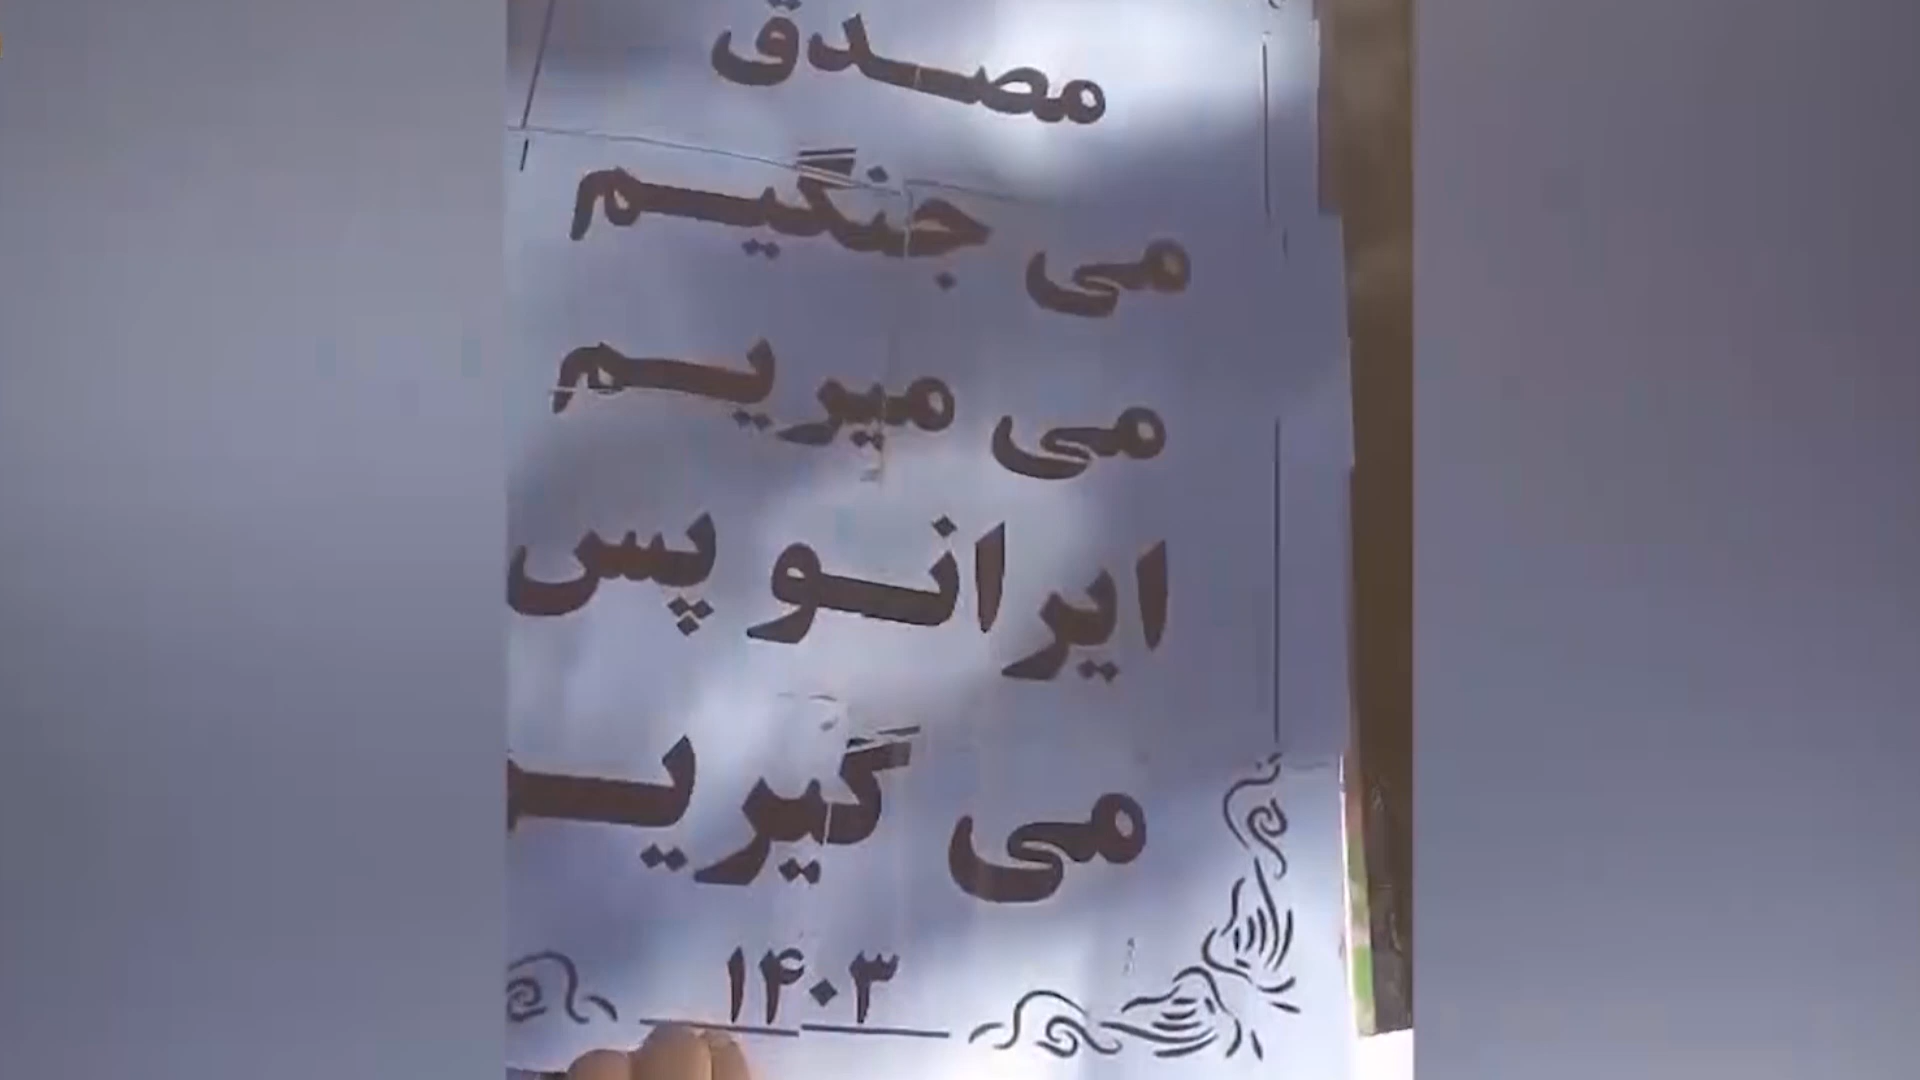 مصدق
می جنگیم
می میریم
ایرانو پس
می گیریم
۱۴۰۳